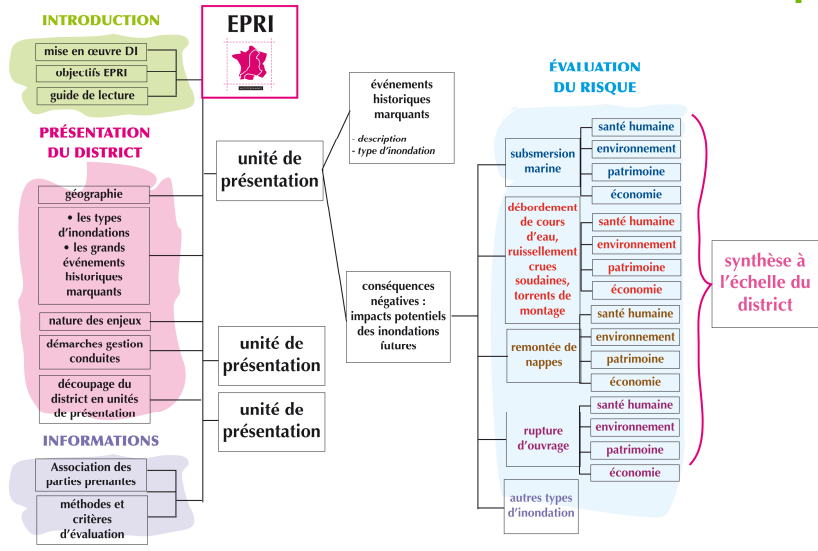 INTRODUCTION
mise en œuvre DI
objectifs EPRI
guide de lecture
EPRI
PRÉSENTATION
DU DISTRICT
géographie
• les types
d'inondations
• les grands
événements
historiques
marquants
nature des enjeux
démarches gestion
conduites
découpage du
district en unités
de présentation
INFORMATIONS
Association des
parties prenantes
méthodes et
critères
d'évaluation
unité de
présentation
unité de
présentation
unité de
présentation
événements
historiques
marquants
- description
- type d'inondation
conséquences
négatives :
impacts potentiels
des inondations
futures
ÉVALUATION
DU RISQUE
subsmersion
marine
santé humaine
environnement
patrimoine
économie
débordement
de cours
d'eau,
ruissellement
crues
soudaines,
torrents de
montage
santé humaine
environnement
patrimoine
économie
remontée de
nappes
santé humaine
environnement
patrimoine
économie
rupture
d'ouvrage
santé humaine
environnement
patrimoine
économie
autres types
d'inondation
synthèse à
l'échelle du
district